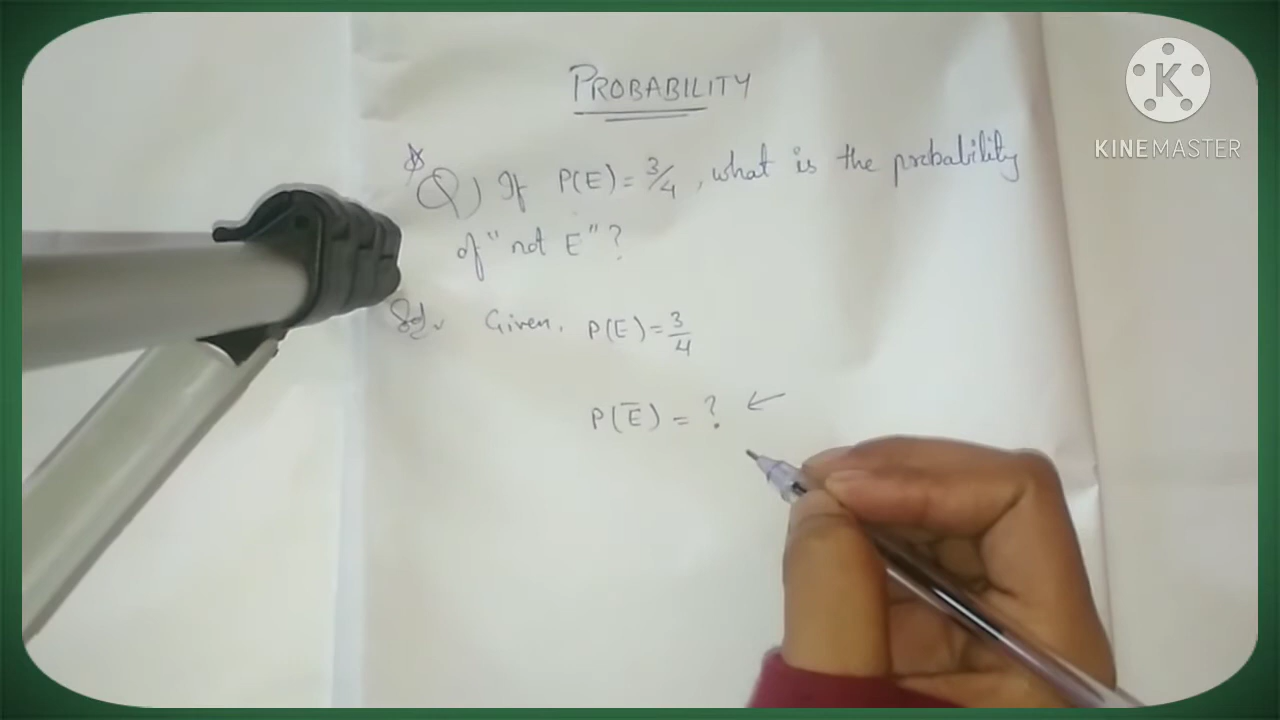 PROBABILITY
Q) If P(E) = 3/4, what is the probability
of "not E"?
Sol. Given, P(E) = 3/4
P(E̅) = ? ←
K
KINEMASTER